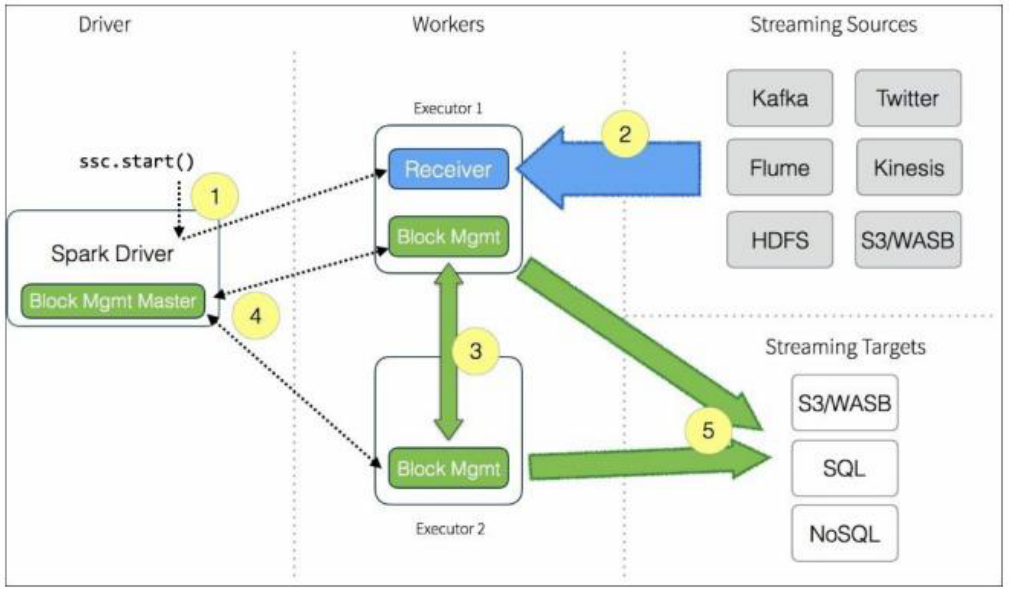 Driver
Workers
Streaming Sources
Executor 1
Kafka
Twitter
ssc.start()
1
2
Receiver
Flume
Kinesis
Spark Driver
Block Mgmt
HDFS
S3/WASB
Block Mgmt Master
4
3
Streaming Targets
S3/WASB
5
Block Mgmt
SQL
Executor 2
NoSQL